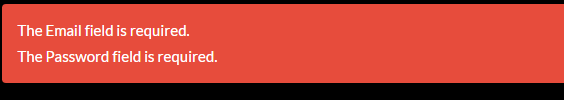 The Email field is required.
The Password field is required.